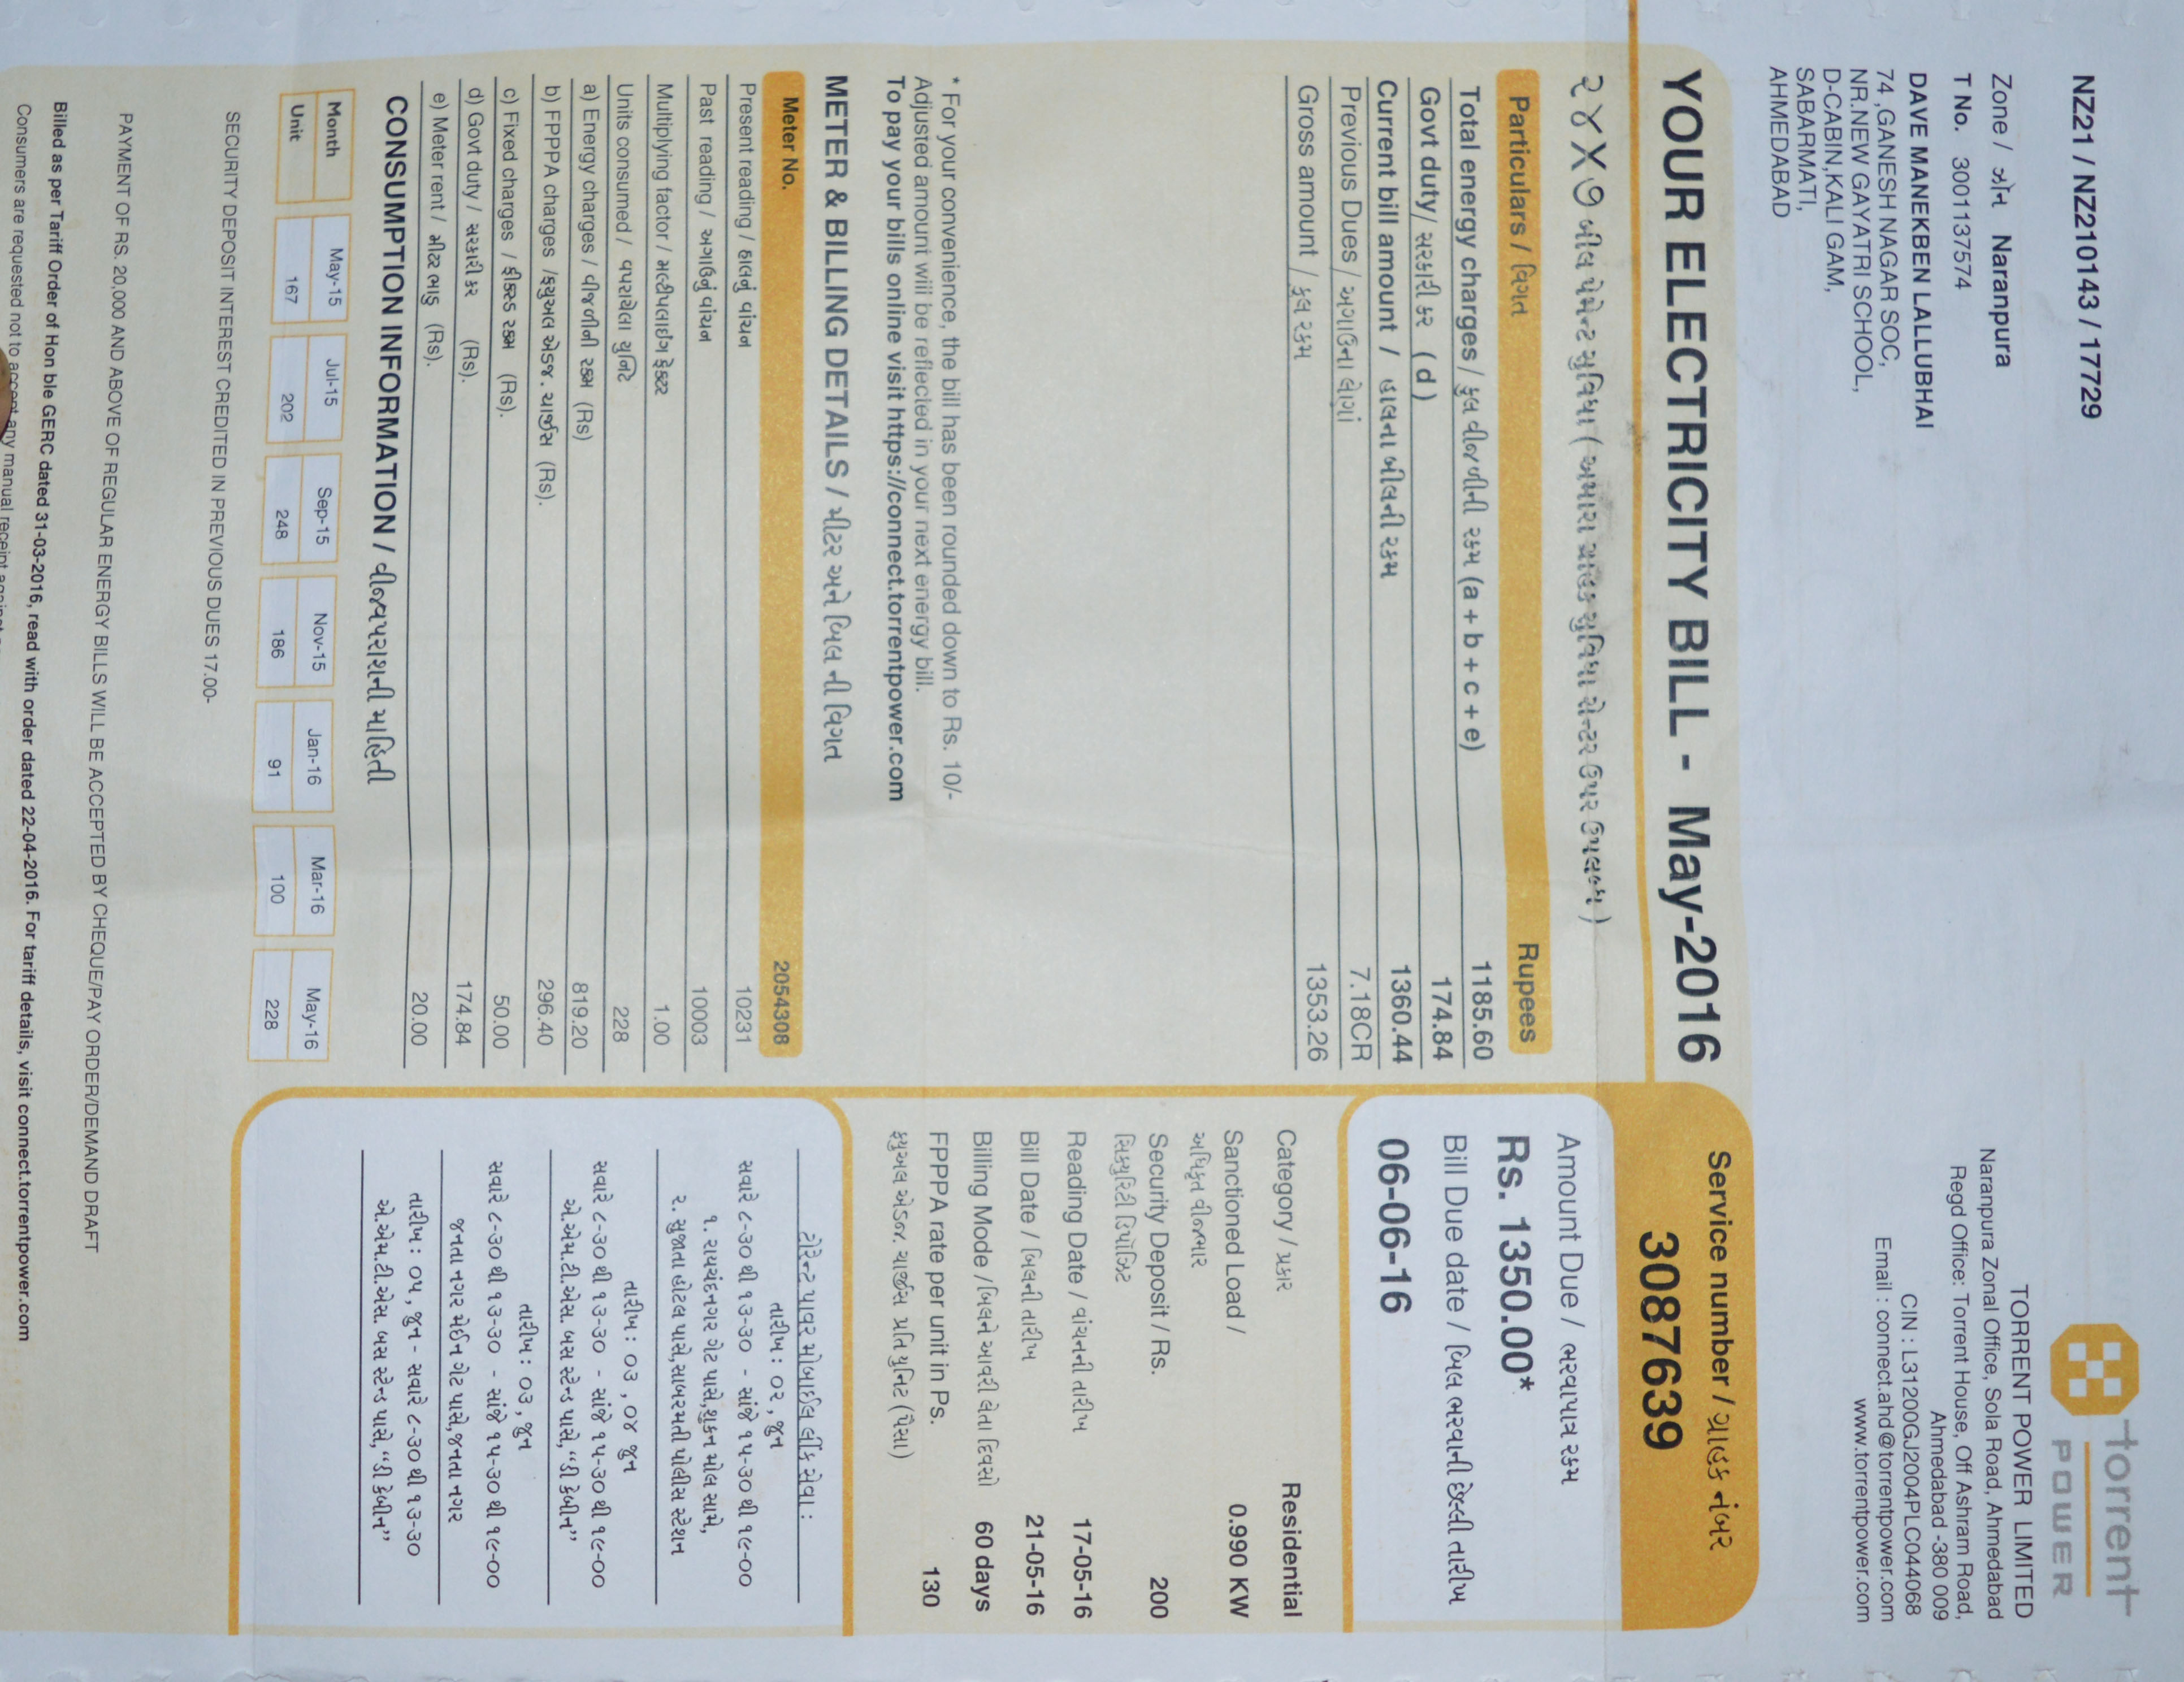 NZ21 / NZ210143 / 17729
Zone / ઝોન Naranpura
T No. 3001137574
DAVE MANEKBEN LALLUBHAI
74 ,GANESH NAGAR SOC,
NR.NEW GAYATRI SCHOOL,
D-CABIN,KALI GAM,
SABARMATI,
AHMEDABAD
torrent
POWER
TORRENT POWER LIMITED
Naranpura Zonal Office, Sola Road, Ahmedabad
Regd Office: Torrent House, Off Ashram Road,
Ahmedabad -380 009
CIN : L31200GJ2004PLC044068
Email : connect.ahd@torrentpower.com
www.torrentpower.com
YOUR ELECTRICITY BILL - May-2016
૨૪X૭ બીલ પેમેન્ટ સુવિધા ( અમારા ગ્રાહક સુવિધા સેન્ટર ઉપર ઉપલબ્ધ )
Particulars / વિગત Rupees
Total energy charges / કુલ વીજળીની રકમ (a + b + c + e) 1185.60
Govt duty/ સરકારી કર ( d ) 174.84
Current bill amount / હાલના બીલની રકમ 1360.44
Previous Dues / અગાઉના લેણાં 7.18CR
Gross amount / કુલ રકમ 1353.26
* For your convenience, the bill has been rounded down to Rs. 10/-
Adjusted amount will be reflected in your next energy bill.
To pay your bills online visit https://connect.torrentpower.com
METER & BILLING DETAILS / મીટર અને બિલ ની વિગત
Meter No. 2054308
Present reading / હાલનું વાંચન 10231
Past reading / અગાઉનું વાંચન 10003
Multiplying factor / મલ્ટીપલાઈંગ ફેક્ટર 1.00
Units consumed / વપરાયેલા યુનિટ 228
a) Energy charges / વીજળીની રકમ (Rs) 819.20
b) FPPPA charges /ફ્યુઅલ એડજ. ચાર્જીસ (Rs). 296.40
c) Fixed charges / ફીકસ્ડ રકમ (Rs). 50.00
d) Govt duty / સરકારી કર (Rs). 174.84
e) Meter rent / મીટર ભાડુ (Rs). 20.00
CONSUMPTION INFORMATION / વીજવપરાશની માહિતી
Month May-15 Jul-15 Sep-15 Nov-15 Jan-16 Mar-16 May-16
Unit 167 202 248 186 91 100 228
SECURITY DEPOSIT INTEREST CREDITED IN PREVIOUS DUES 17.00-
PAYMENT OF RS. 20,000 AND ABOVE OF REGULAR ENERGY BILLS WILL BE ACCEPTED BY CHEQUE/PAY ORDER/DEMAND DRAFT
Billed as per Tariff Order of Hon ble GERC dated 31-03-2016, read with order dated 22-04-2016. For tariff details, visit connect.torrentpower.com
Consumers are requested not to accept any manual receipt against
Service number / ગ્રાહક નંબર
3087639
Amount Due / ભરવાપાત્ર રકમ
Rs. 1350.00*
Bill Due date / બિલ ભરવાની છેલ્લી તારીખ
06-06-16
Category / પ્રકાર Residential
Sanctioned Load / 0.990 KW
અધિકૃત વીજભાર
Security Deposit / Rs. 200
સિક્યુરિટી ડિપોઝિટ
Reading Date / વાંચનની તારીખ 17-05-16
Bill Date / બિલની તારીખ 21-05-16
Billing Mode / બિલને આવરી લેતા દિવસો 60 days
FPPPA rate per unit in Ps. 130
ફ્યુઅલ એડજ. ચાર્જીસ પ્રતિ યુનિટ (પૈસા)
ટોરેન્ટ પાવર મોબાઈલ લીંક સેવા :
તારીખ : ૦૨ , જૂન
સવારે ૮-૩૦ થી ૧૩-૩૦ - સાંજે ૧૫-૩૦ થી ૧૯-૦૦
૧. રાયચંદનગર ગેટ પાસે,શુકન મોલ સામે,
૨. સુજાતા હોટલ પાસે,સાબરમતી પોલીસ સ્ટેશન
તારીખ : ૦૩ , ૦૪ જૂન
સવારે ૮-૩૦ થી ૧૩-૩૦ - સાંજે ૧૫-૩૦ થી ૧૯-૦૦
એ.એમ.ટી.એસ. બસ સ્ટેન્ડ પાસે, “ડી કેબીન”
તારીખ : ૦૩ , જૂન
સવારે ૮-૩૦ થી ૧૩-૩૦ - સાંજે ૧૫-૩૦ થી ૧૯-૦૦
જનતા નગર મેઈન ગેટ પાસે,જનતા નગર
તારીખ : ૦૫ , જૂન - સવારે ૮-૩૦ થી ૧૩-૩૦
એ.એમ.ટી.એસ. બસ સ્ટેન્ડ પાસે, “ડી કેબીન”